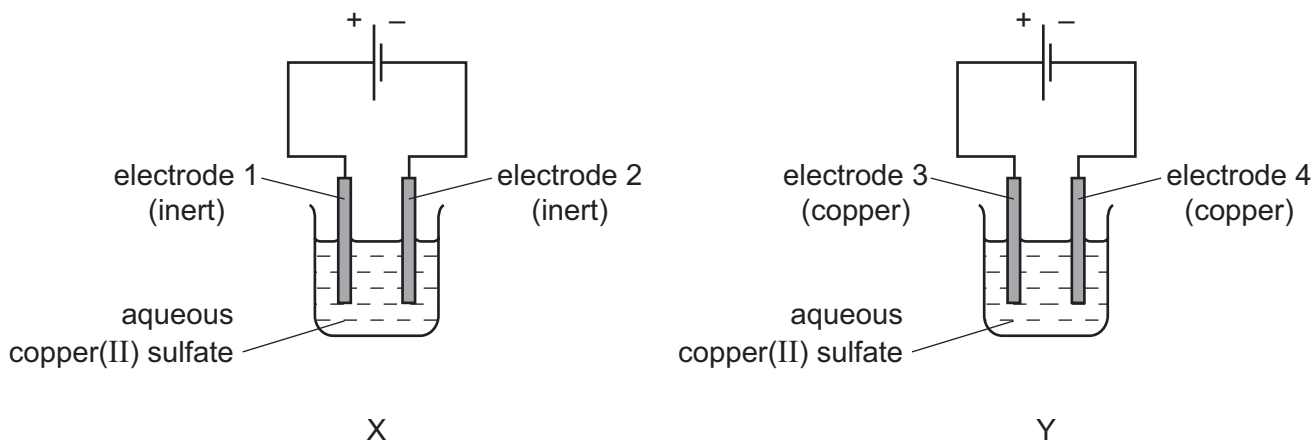 + –
electrode 1
(inert)
electrode 2
(inert)
aqueous
copper(II) sulfate
X
+ –
electrode 3
(copper)
electrode 4
(copper)
aqueous
copper(II) sulfate
Y